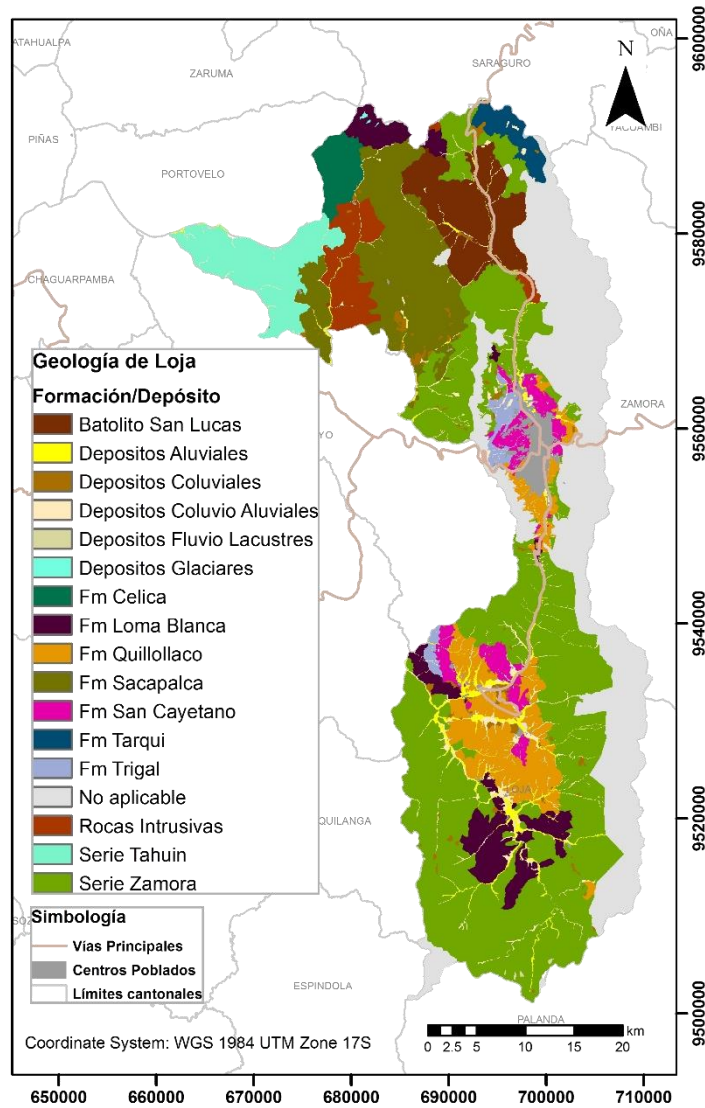 ATAHUALPA
OÑA
N
ZARUMA
SARAGURO
PIÑAS
YACUAMBI
PORTOVELO
CHAGUARPAMBA
ZAMORA
YO
LOJA
QUILANGA
SOZ
ESPINDOLA
PALANDA
Geología de Loja
Formación/Depósito
Batolito San Lucas
Depositos Aluviales
Depositos Coluviales
Depositos Coluvio Aluviales
Depositos Fluvio Lacustres
Depositos Glaciares
Fm Celica
Fm Loma Blanca
Fm Quillollaco
Fm Sacapalca
Fm San Cayetano
Fm Tarqui
Fm Trigal
No aplicable
Rocas Intrusivas
Serie Tahuin
Serie Zamora
Simbología
Vías Principales
Centros Poblados
Límites cantonales
Coordinate System: WGS 1984 UTM Zone 17S
km
0 2.5 5 10 15 20
9600000
9580000
9560000
9540000
9520000
9500000
650000 660000 670000 680000 690000 700000 710000